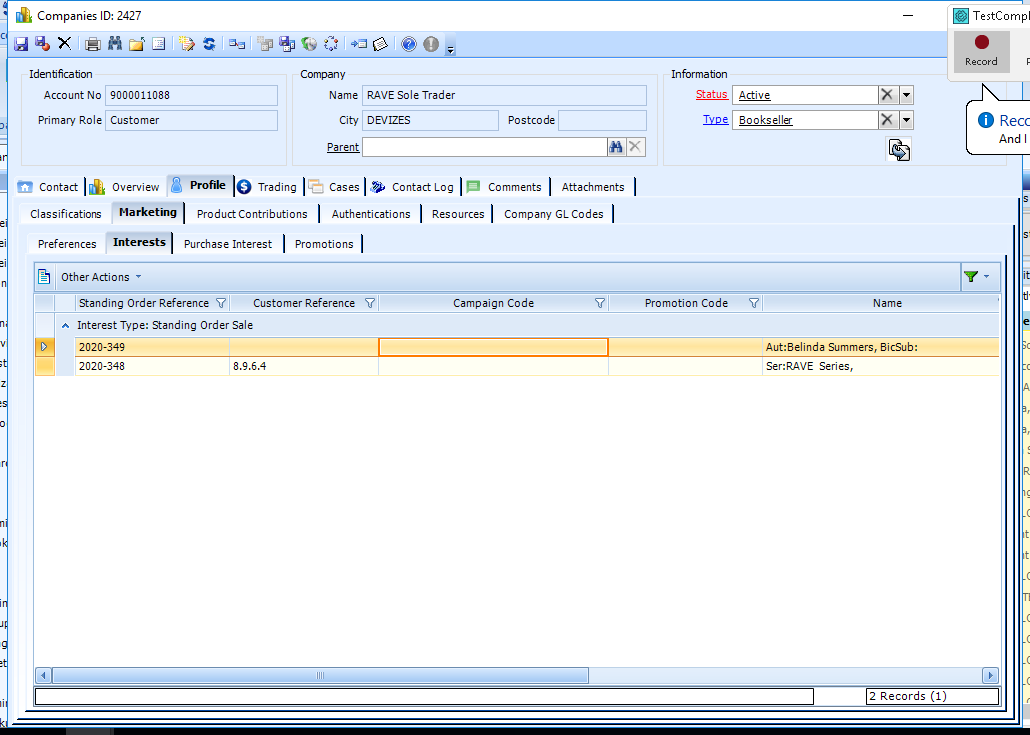 Companies ID: 2427
TestCompl
Record
Identification
Account No 9000011088
Primary Role Customer
Company
Name RAVE Sole Trader
City DEVIZES Postcode
Parent
Information
Status Active
Type Bookseller
Reco
And I
Contact Overview Profile Trading Cases Contact Log Comments Attachments
Classifications Marketing Product Contributions Authentications Resources Company GL Codes
Preferences Interests Purchase Interest Promotions
Other Actions
Standing Order Reference Customer Reference Campaign Code Promotion Code Name
Interest Type: Standing Order Sale
2020-349 Aut:Belinda Summers, BicSub:
2020-348 8.9.6.4 Ser:RAVE Series,
2 Records (1)